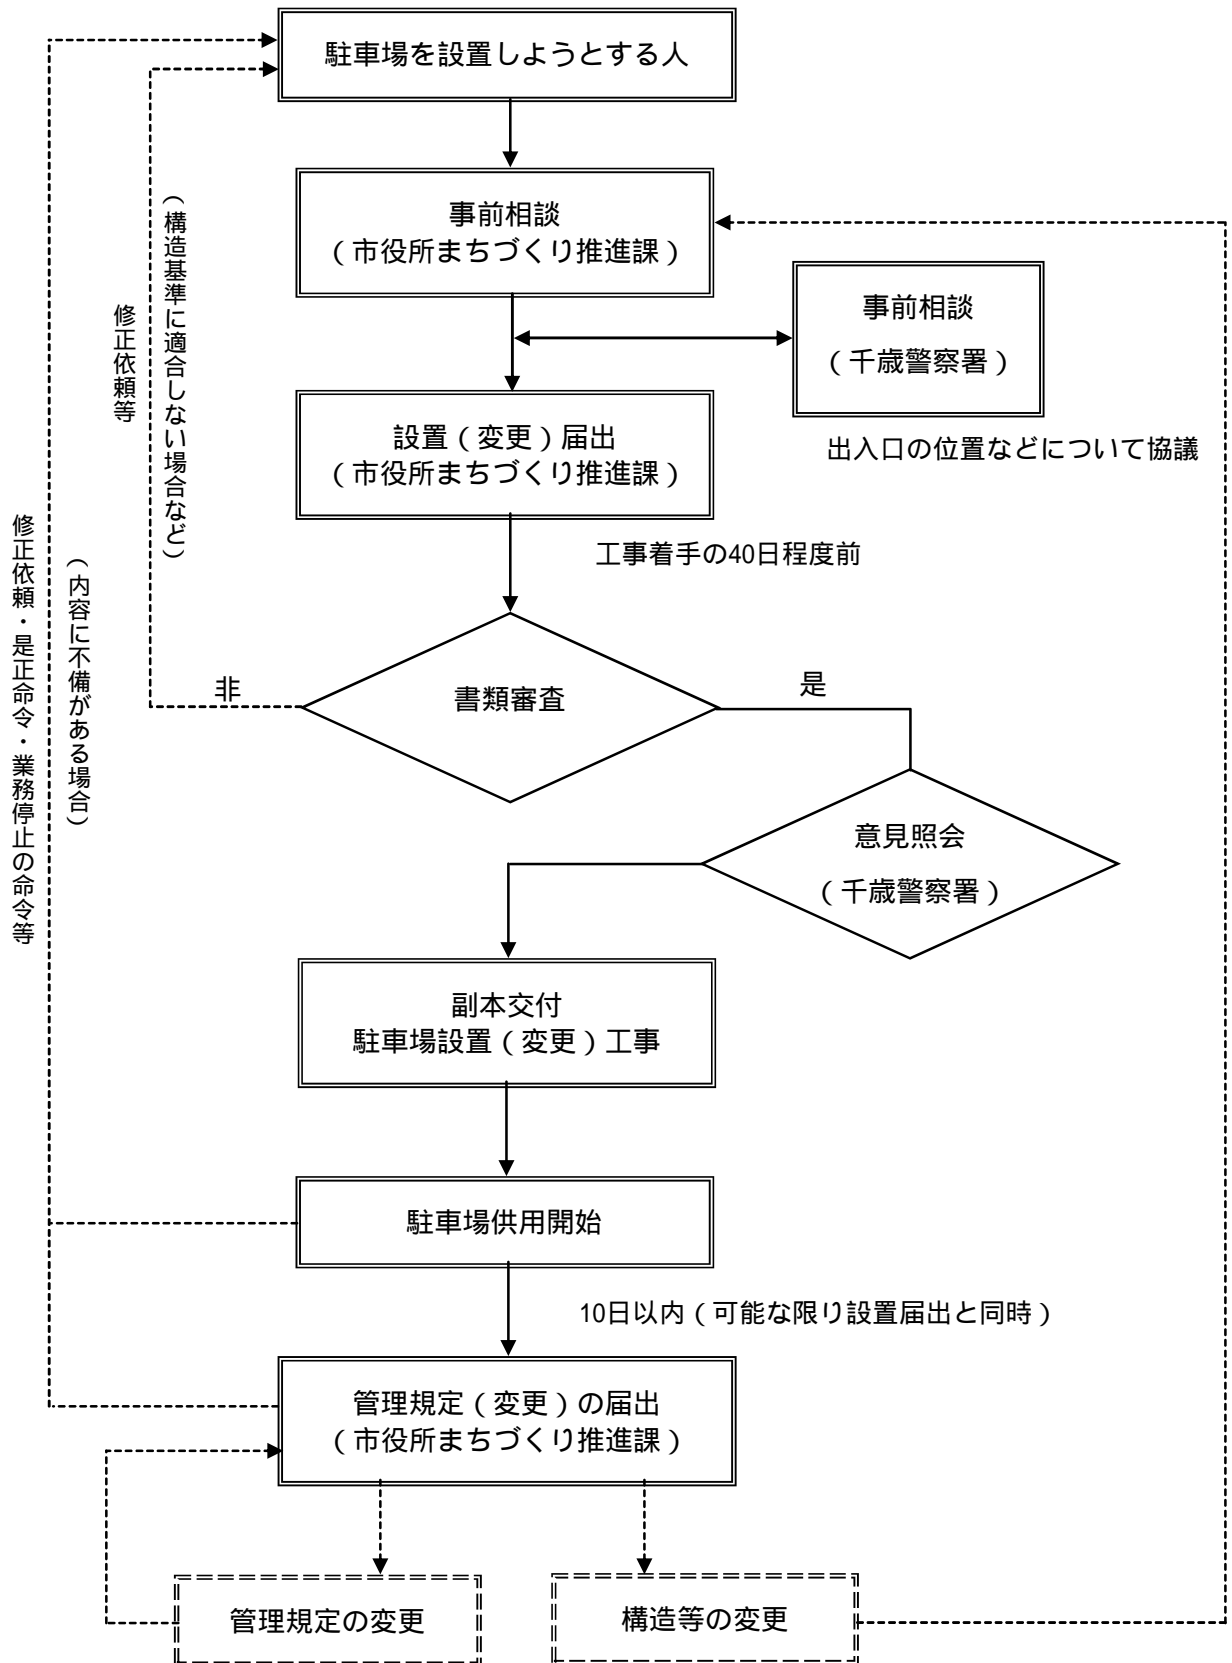 駐車場を設置しようとする人
事前相談
（市役所まちづくり推進課）
事前相談
（千歳警察署）
出入口の位置などについて協議
設置（変更）届出
（市役所まちづくり推進課）
工事着手の40日程度前
書類審査
非
是
（構造基準に適合しない場合など）
修正依頼等
意見照会
（千歳警察署）
副本交付
駐車場設置（変更）工事
駐車場供用開始
（内容に不備がある場合）
修正依頼・是正命令・業務停止の命令等
10日以内（可能な限り設置届出と同時）
管理規定（変更）の届出
（市役所まちづくり推進課）
管理規定の変更
構造等の変更